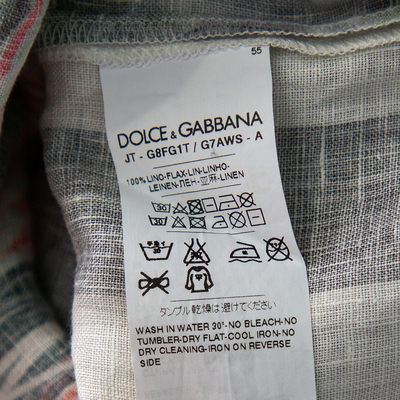 55
DOLCE & GABBANA
JT - G8FG1T / G7AWS - A
100% LINO-FLAX-LIN-LINHO-
LEINEN-ЛЕН-亚麻-LINEN
タンブル乾燥は避けてください
WASH IN WATER 30°-NO BLEACH-NO
TUMBLER-DRY FLAT-COOL IRON-NO
DRY CLEANING-IRON ON REVERSE
SIDE